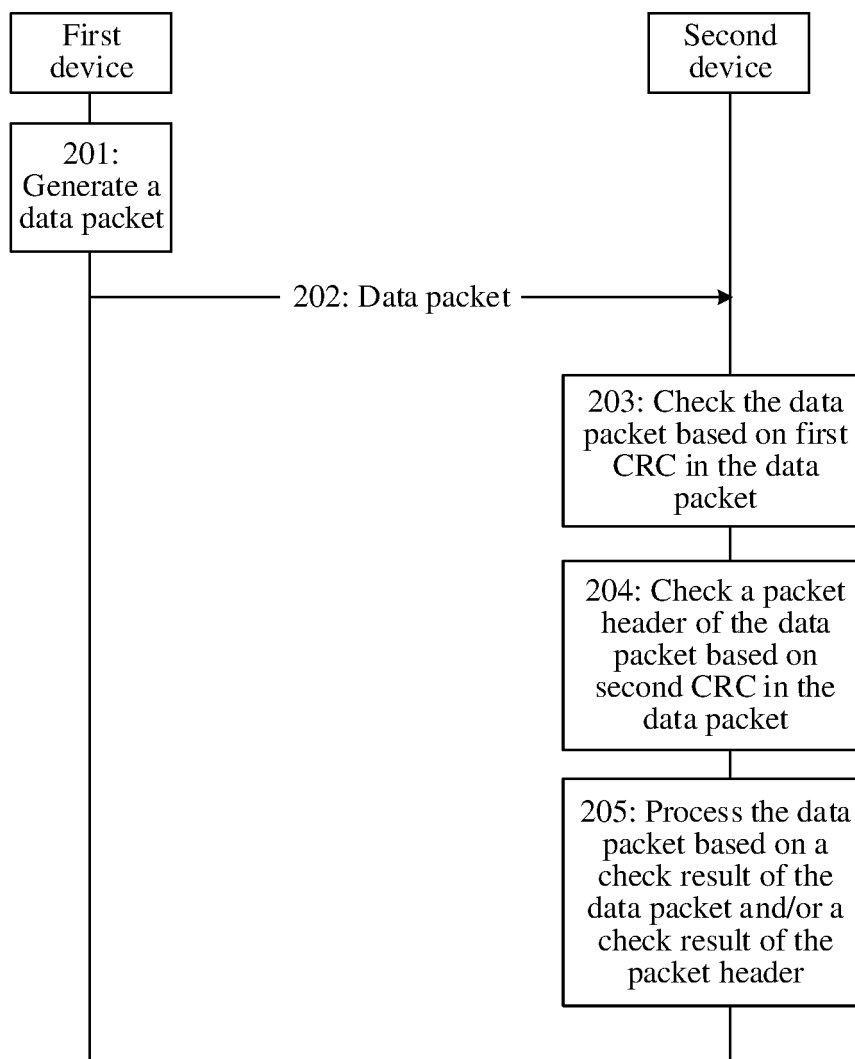 First
device
Second
device
201:
Generate a
data packet
202: Data packet
203: Check the data
packet based on first
CRC in the data
packet
204: Check a packet
header of the data
packet based on
second CRC in the
data packet
205: Process the data
packet based on a
check result of the
data packet and/or a
check result of the
packet header